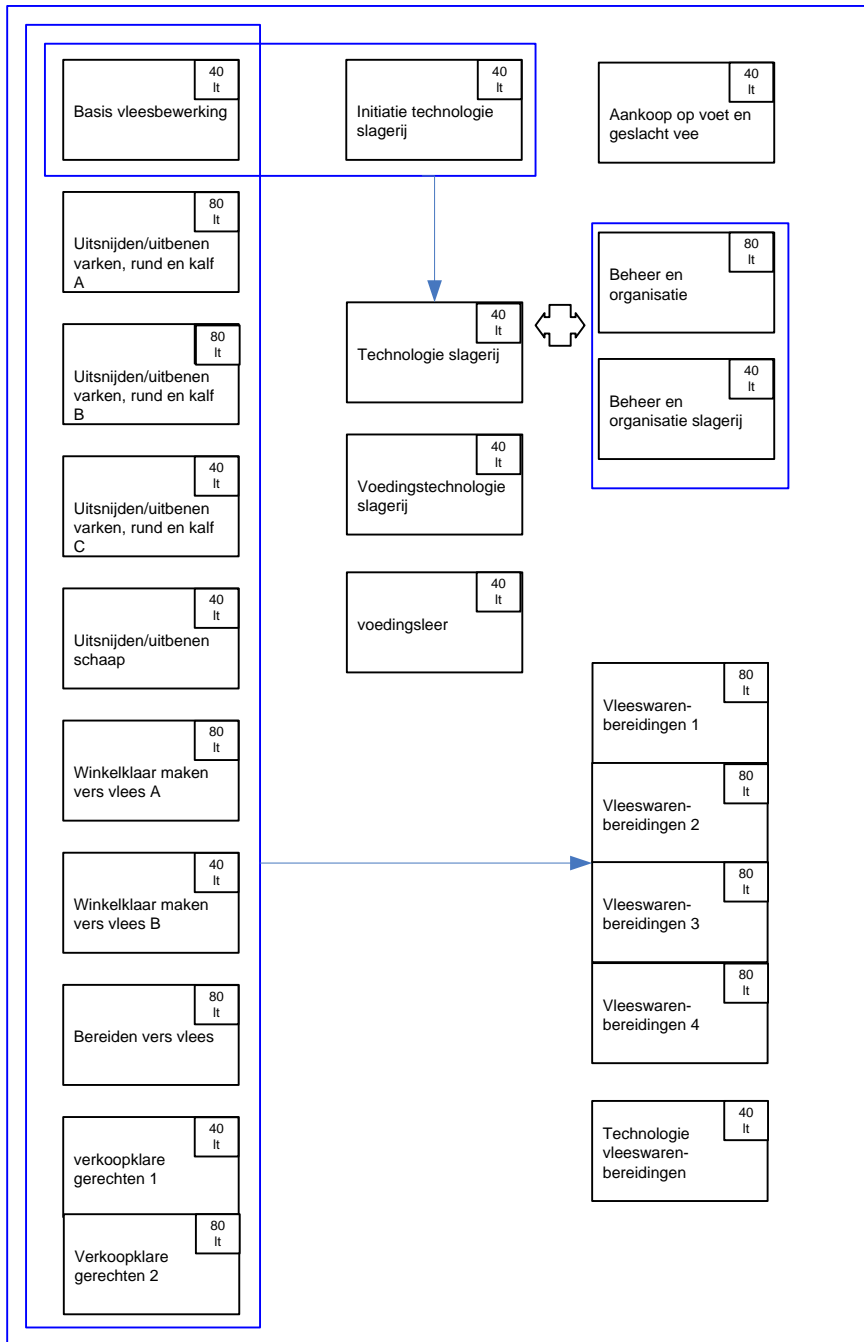 40
lt
Basis vleesbewerking
40
lt
Initiatie technologie
slagerij
40
lt
Aankoop op voet en
geslacht vee
80
lt
Uitsnijden/uitbenen
varken, rund en kalf
A
80
lt
Beheer en
organisatie
40
lt
Technologie slagerij
80
lt
Uitsnijden/uitbenen
varken, rund en kalf
B
40
lt
Beheer en
organisatie slagerij
40
lt
Voedingstechnologie
slagerij
40
lt
Uitsnijden/uitbenen
varken, rund en kalf
C
40
lt
voedingsleer
40
lt
Uitsnijden/uitbenen
schaap
80
lt
Vleeswaren-
bereidingen 1
80
lt
Winkelklaar maken
vers vlees A
80
lt
Vleeswaren-
bereidingen 2
40
lt
Winkelklaar maken
vers vlees B
80
lt
Vleeswaren-
bereidingen 3
80
lt
Vleeswaren-
bereidingen 4
80
lt
Bereiden vers vlees
40
lt
Technologie
vleeswaren-
bereidingen
40
lt
verkoopklare
gerechten 1
80
lt
Verkoopklare
gerechten 2